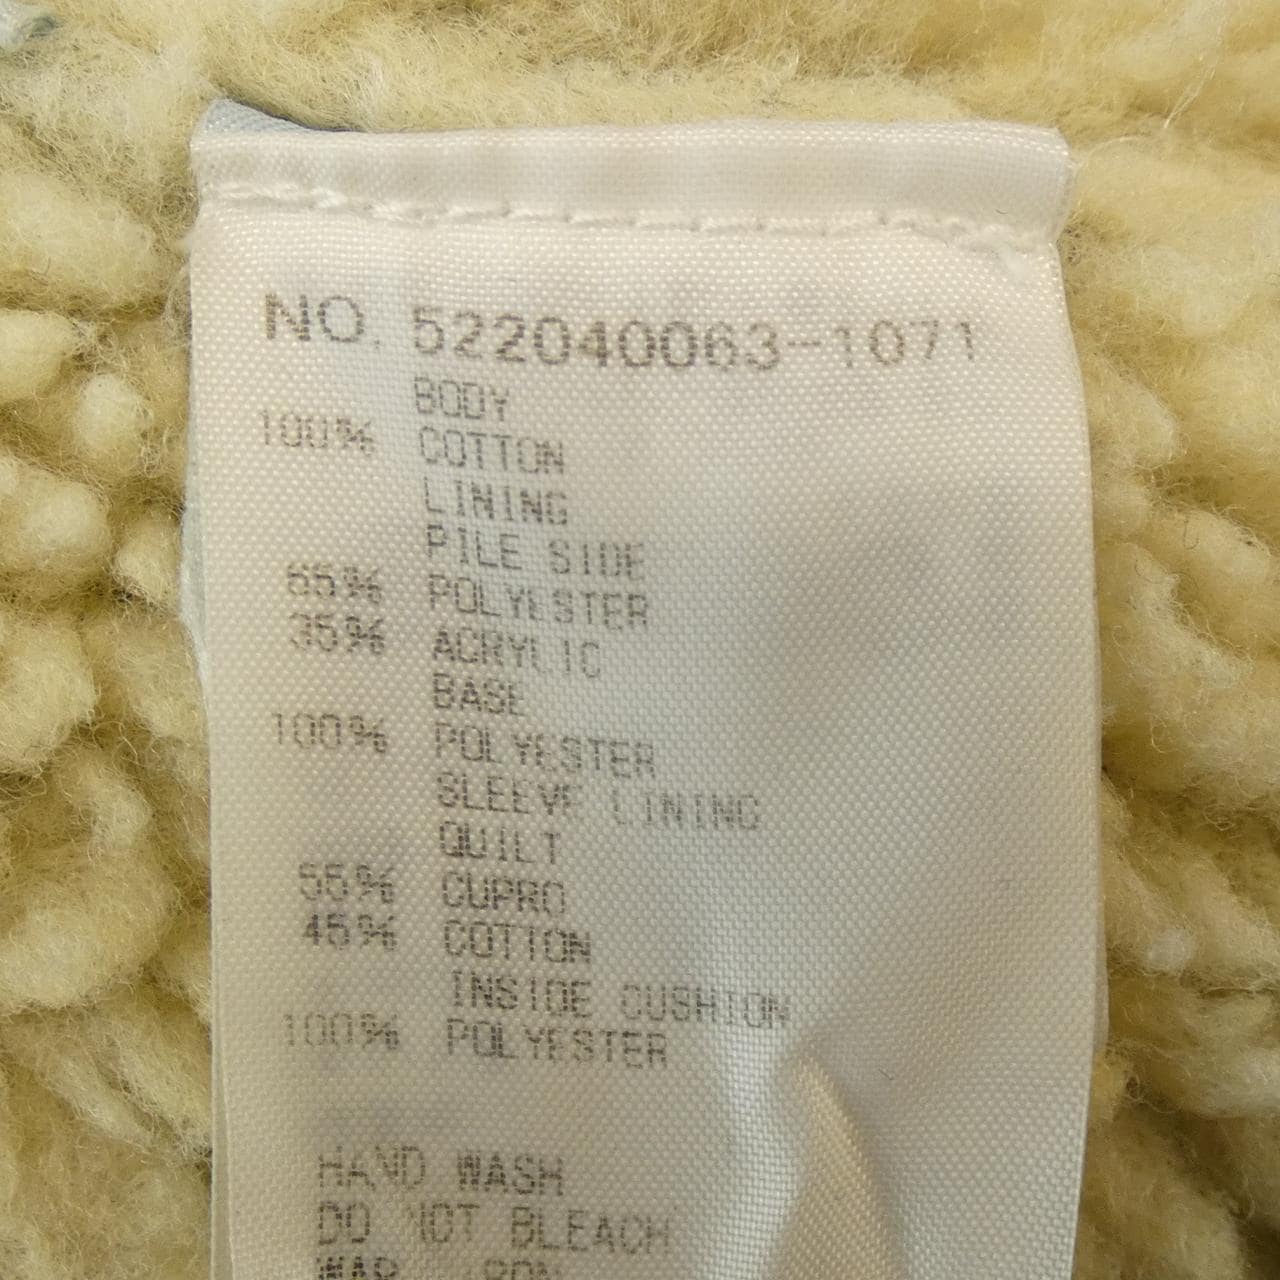 NO. 522040063-1071
BODY
100% COTTON
LINING
PILE SIDE
65% POLYESTER
35% ACRYLIC
BASE
100% POLYESTER
SLEEVE LINING
QUILT
55% CUPRO
45% COTTON
INSIDE CUSHION
100% POLYESTER
HAND WASH
DO NOT BLEACH
IRON